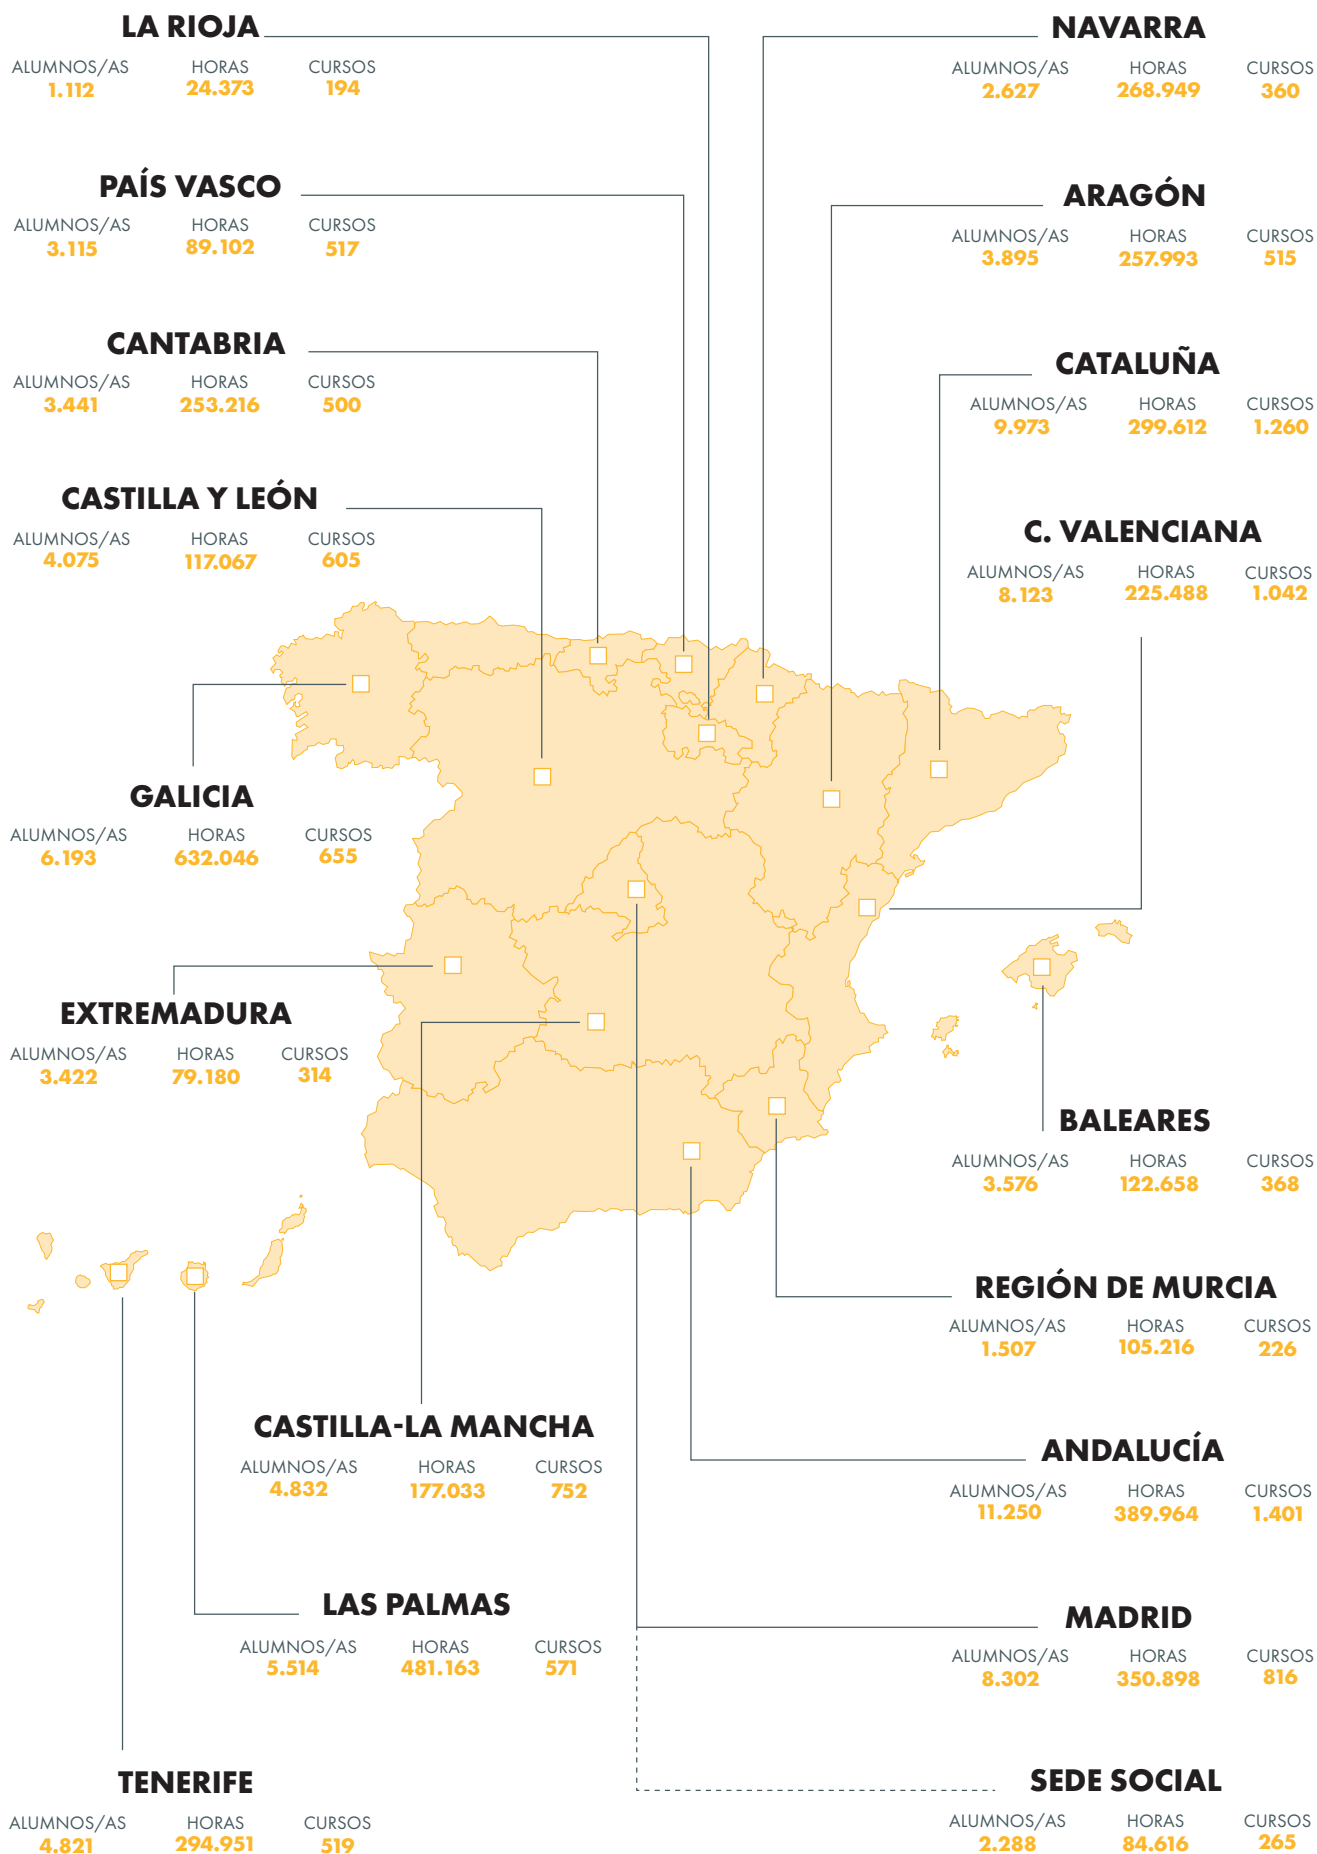 LA RIOJA
ALUMNOS/AS HORAS CURSOS
1.112 24.373 194
NAVARRA
ALUMNOS/AS HORAS CURSOS
2.627 268.949 360
PAÍS VASCO
ALUMNOS/AS HORAS CURSOS
3.115 89.102 517
ARAGÓN
ALUMNOS/AS HORAS CURSOS
3.895 257.993 515
CANTABRIA
ALUMNOS/AS HORAS CURSOS
3.441 253.216 500
CATALUÑA
ALUMNOS/AS HORAS CURSOS
9.973 299.612 1.260
CASTILLA Y LEÓN
ALUMNOS/AS HORAS CURSOS
4.075 117.067 605
C. VALENCIANA
ALUMNOS/AS HORAS CURSOS
8.123 225.488 1.042
GALICIA
ALUMNOS/AS HORAS CURSOS
6.193 632.046 655
EXTREMADURA
ALUMNOS/AS HORAS CURSOS
3.422 79.180 314
BALEARES
ALUMNOS/AS HORAS CURSOS
3.576 122.658 368
REGIÓN DE MURCIA
ALUMNOS/AS HORAS CURSOS
1.507 105.216 226
CASTILLA-LA MANCHA
ALUMNOS/AS HORAS CURSOS
4.832 177.033 752
ANDALUCÍA
ALUMNOS/AS HORAS CURSOS
11.250 389.964 1.401
LAS PALMAS
ALUMNOS/AS HORAS CURSOS
5.514 481.163 571
MADRID
ALUMNOS/AS HORAS CURSOS
8.302 350.898 816
TENERIFE
ALUMNOS/AS HORAS CURSOS
4.821 294.951 519
SEDE SOCIAL
ALUMNOS/AS HORAS CURSOS
2.288 84.616 265